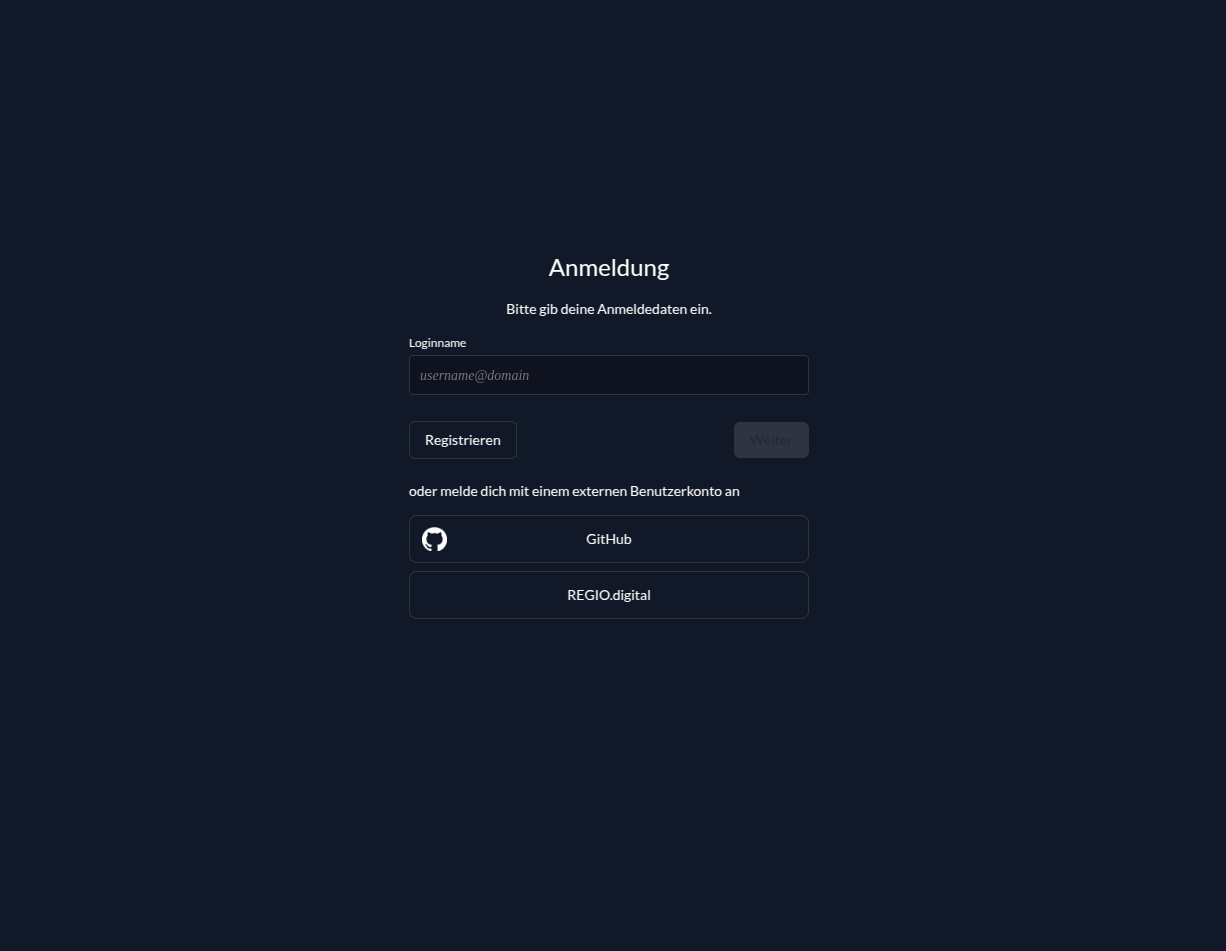 Anmeldung
Bitte gib deine Anmeldedaten ein.
Loginname
username@domain
Registrieren
Weiter
oder melde dich mit einem externen Benutzerkonto an
GitHub
REGIO.digital